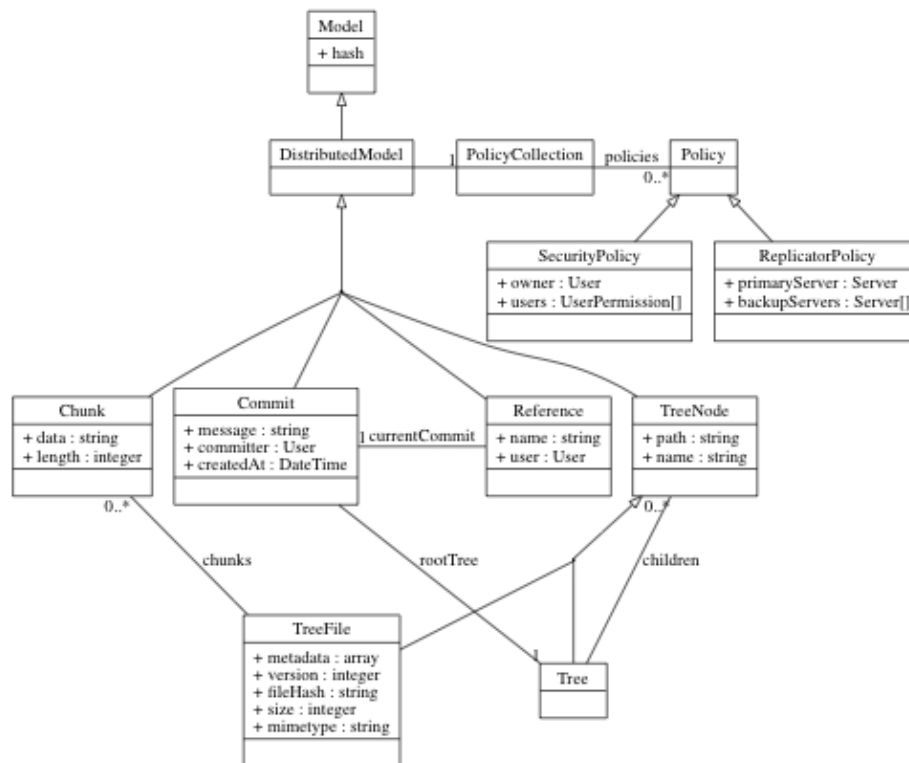 Model
+ hash
DistributedModel
1
PolicyCollection
policies
0..*
Policy
SecurityPolicy
+ owner : User
+ users : UserPermission[]
ReplicatorPolicy
+ primaryServer : Server
+ backupServers : Server[]
Chunk
+ data : string
+ length : integer
Commit
+ message : string
+ committer : User
+ createdAt : DateTime
1
currentCommit
Reference
+ name : string
+ user : User
TreeNode
+ path : string
+ name : string
0..*
0..*
chunks
rootTree
children
TreeFile
+ metadata : array
+ version : integer
+ fileHash : string
+ size : integer
+ mimetype : string
1
Tree